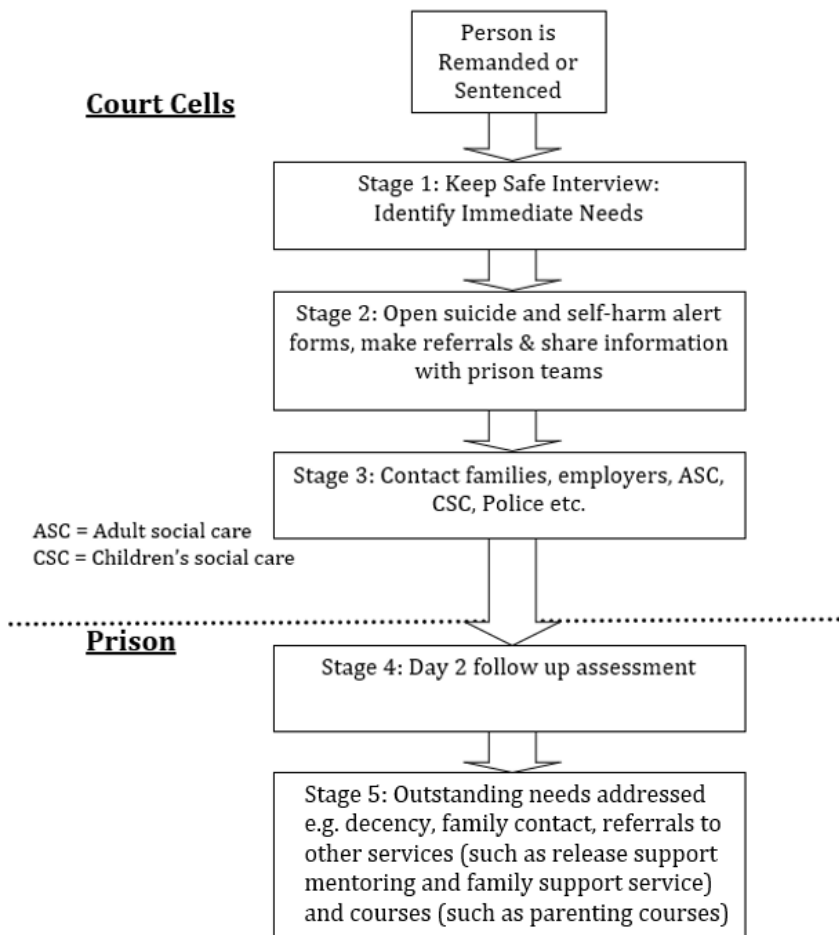 Person is
Remanded or
Sentenced
Court Cells
Stage 1: Keep Safe Interview:
Identify Immediate Needs
Stage 2: Open suicide and self-harm alert
forms, make referrals & share information
with prison teams
Stage 3: Contact families, employers, ASC,
CSC, Police etc.
ASC = Adult social care
CSC = Children's social care
Prison
Stage 4: Day 2 follow up assessment
Stage 5: Outstanding needs addressed
e.g. decency, family contact, referrals to
other services (such as release support
mentoring and family support service)
and courses (such as parenting courses)